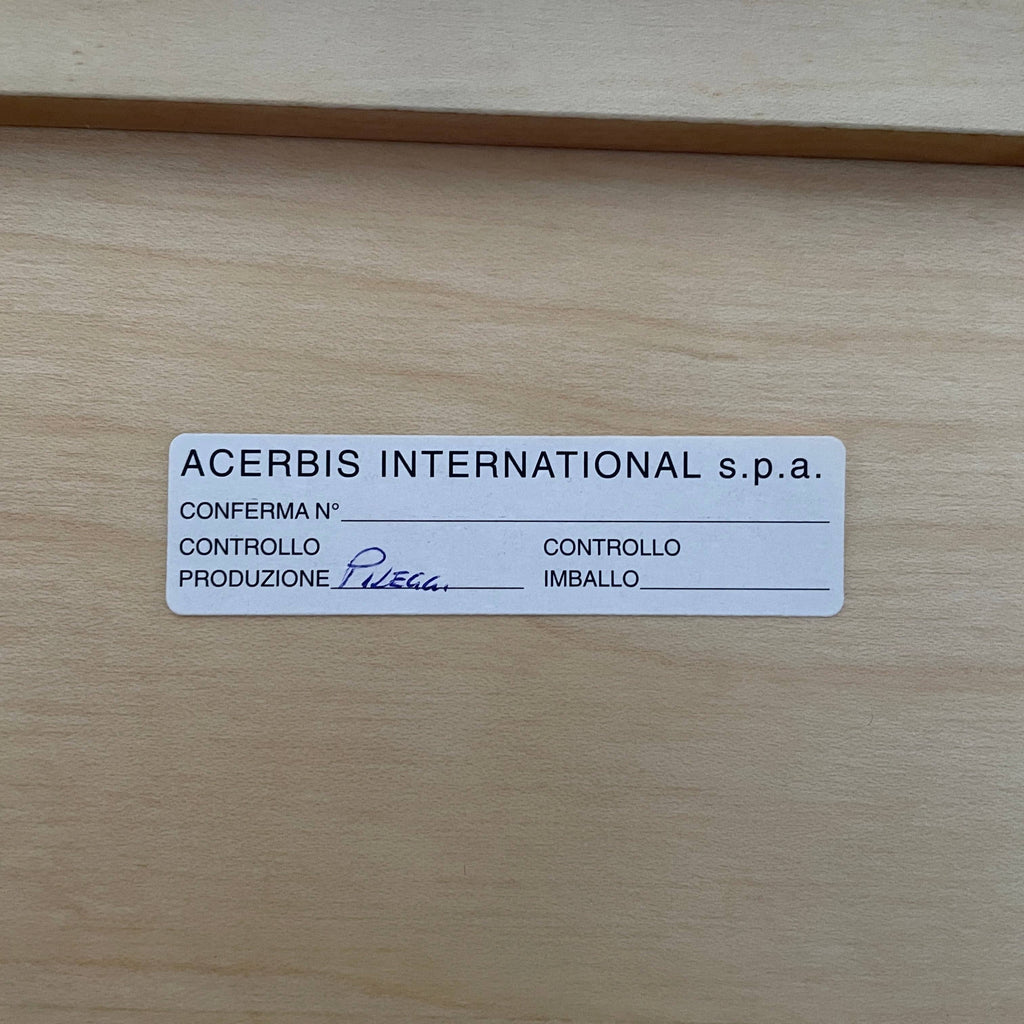 ACERBIS INTERNATIONAL s.p.a.
CONFERMA N°
CONTROLLO
PRODUZIONE
CONTROLLO
IMBALLO